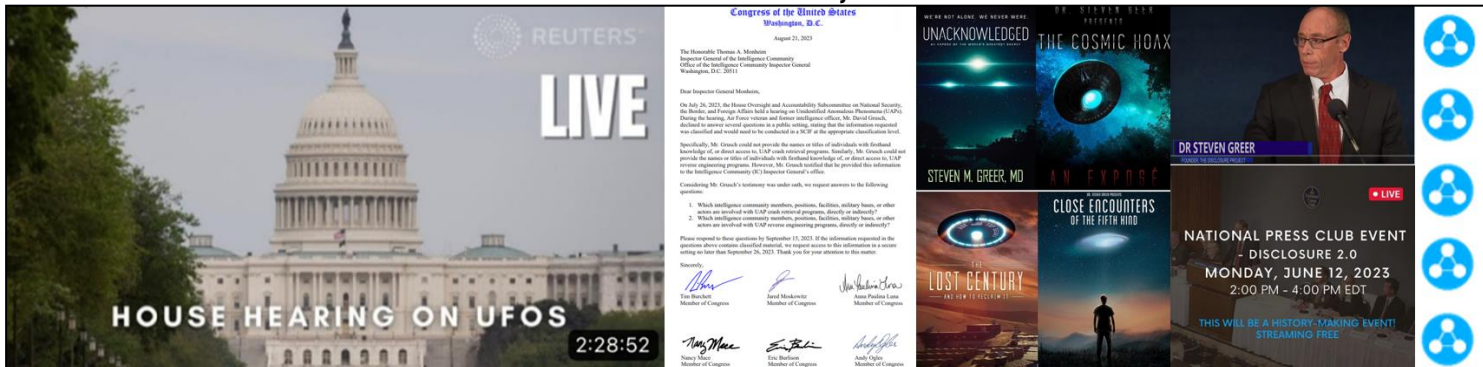 REUTERS
LIVE
HOUSE HEARING ON UFOS
2:28:52
Congress of the United States
Washington, D.C.
August 21, 2023
The Honorable Thomas A. Monheim
Inspector General of the Intelligence Community
Office of the Intelligence Community Inspector General
Washington, D.C. 20511
Dear Inspector General Monheim,
On July 26, 2023, the House Oversight and Accountability Subcommittee on National Security,
the Border, and Foreign Affairs held a hearing on Unidentified Anomalous Phenomena (UAPs).
During the hearing, Air Force veteran and former intelligence officer, Mr. David Grusch,
declined to answer several questions in a public setting, stating that the information requested
was classified and would need to be conducted in a SCIF at the appropriate classification level.
Specifically, Mr. Grusch could not provide the names or titles of individuals with firsthand
knowledge of, or direct access to, UAP crash retrieval programs. Similarly, Mr. Grusch could not
provide the names or titles of individuals with firsthand knowledge of, or direct access to, UAP
reverse engineering programs. However, Mr. Grusch testified that he provided this information
to the Intelligence Community (IC) Inspector General's office.
Considering Mr. Grusch's testimony was under oath, we request answers to the following
questions:
1. Which intelligence community members, positions, facilities, military bases, or other
actors are involved with UAP crash retrieval programs, directly or indirectly?
2. Which intelligence community members, positions, facilities, military bases, or other
actors are involved with UAP reverse engineering programs, directly or indirectly?
Please respond to these questions by September 15, 2023. If the information requested in the
questions above contains classified material, we request access to this information in a secure
setting no later than September 26, 2023. Thank you for your attention to this matter.
Sincerely,
Tim Burchett
Member of Congress
Jared Moskowitz
Member of Congress
Anna Paulina Luna
Member of Congress
Nancy Mace
Member of Congress
Eric Burlison
Member of Congress
Andy Ogles
Member of Congress
WE'RE NOT ALONE. WE NEVER WERE.
UNACKNOWLEDGED
AN EXPOSÉ OF THE WORLD'S GREATEST SECRET
STEVEN M. GREER, MD
DR. STEVEN GREER
PRESENTS
THE COSMIC HOAX
AN EXPOSÉ
THE
LOST CENTURY
AND HOW TO RECLAIM IT
DR. STEVEN GREER PRESENTS
CLOSE ENCOUNTERS
OF THE FIFTH KIND
DR STEVEN GREER
FOUNDER THE DISCLOSURE PROJECT
LIVE
NATIONAL PRESS CLUB EVENT
- DISCLOSURE 2.0
MONDAY, JUNE 12, 2023
2:00 PM - 4:00 PM EDT
THIS WILL BE A HISTORY-MAKING EVENT!
STREAMING FREE